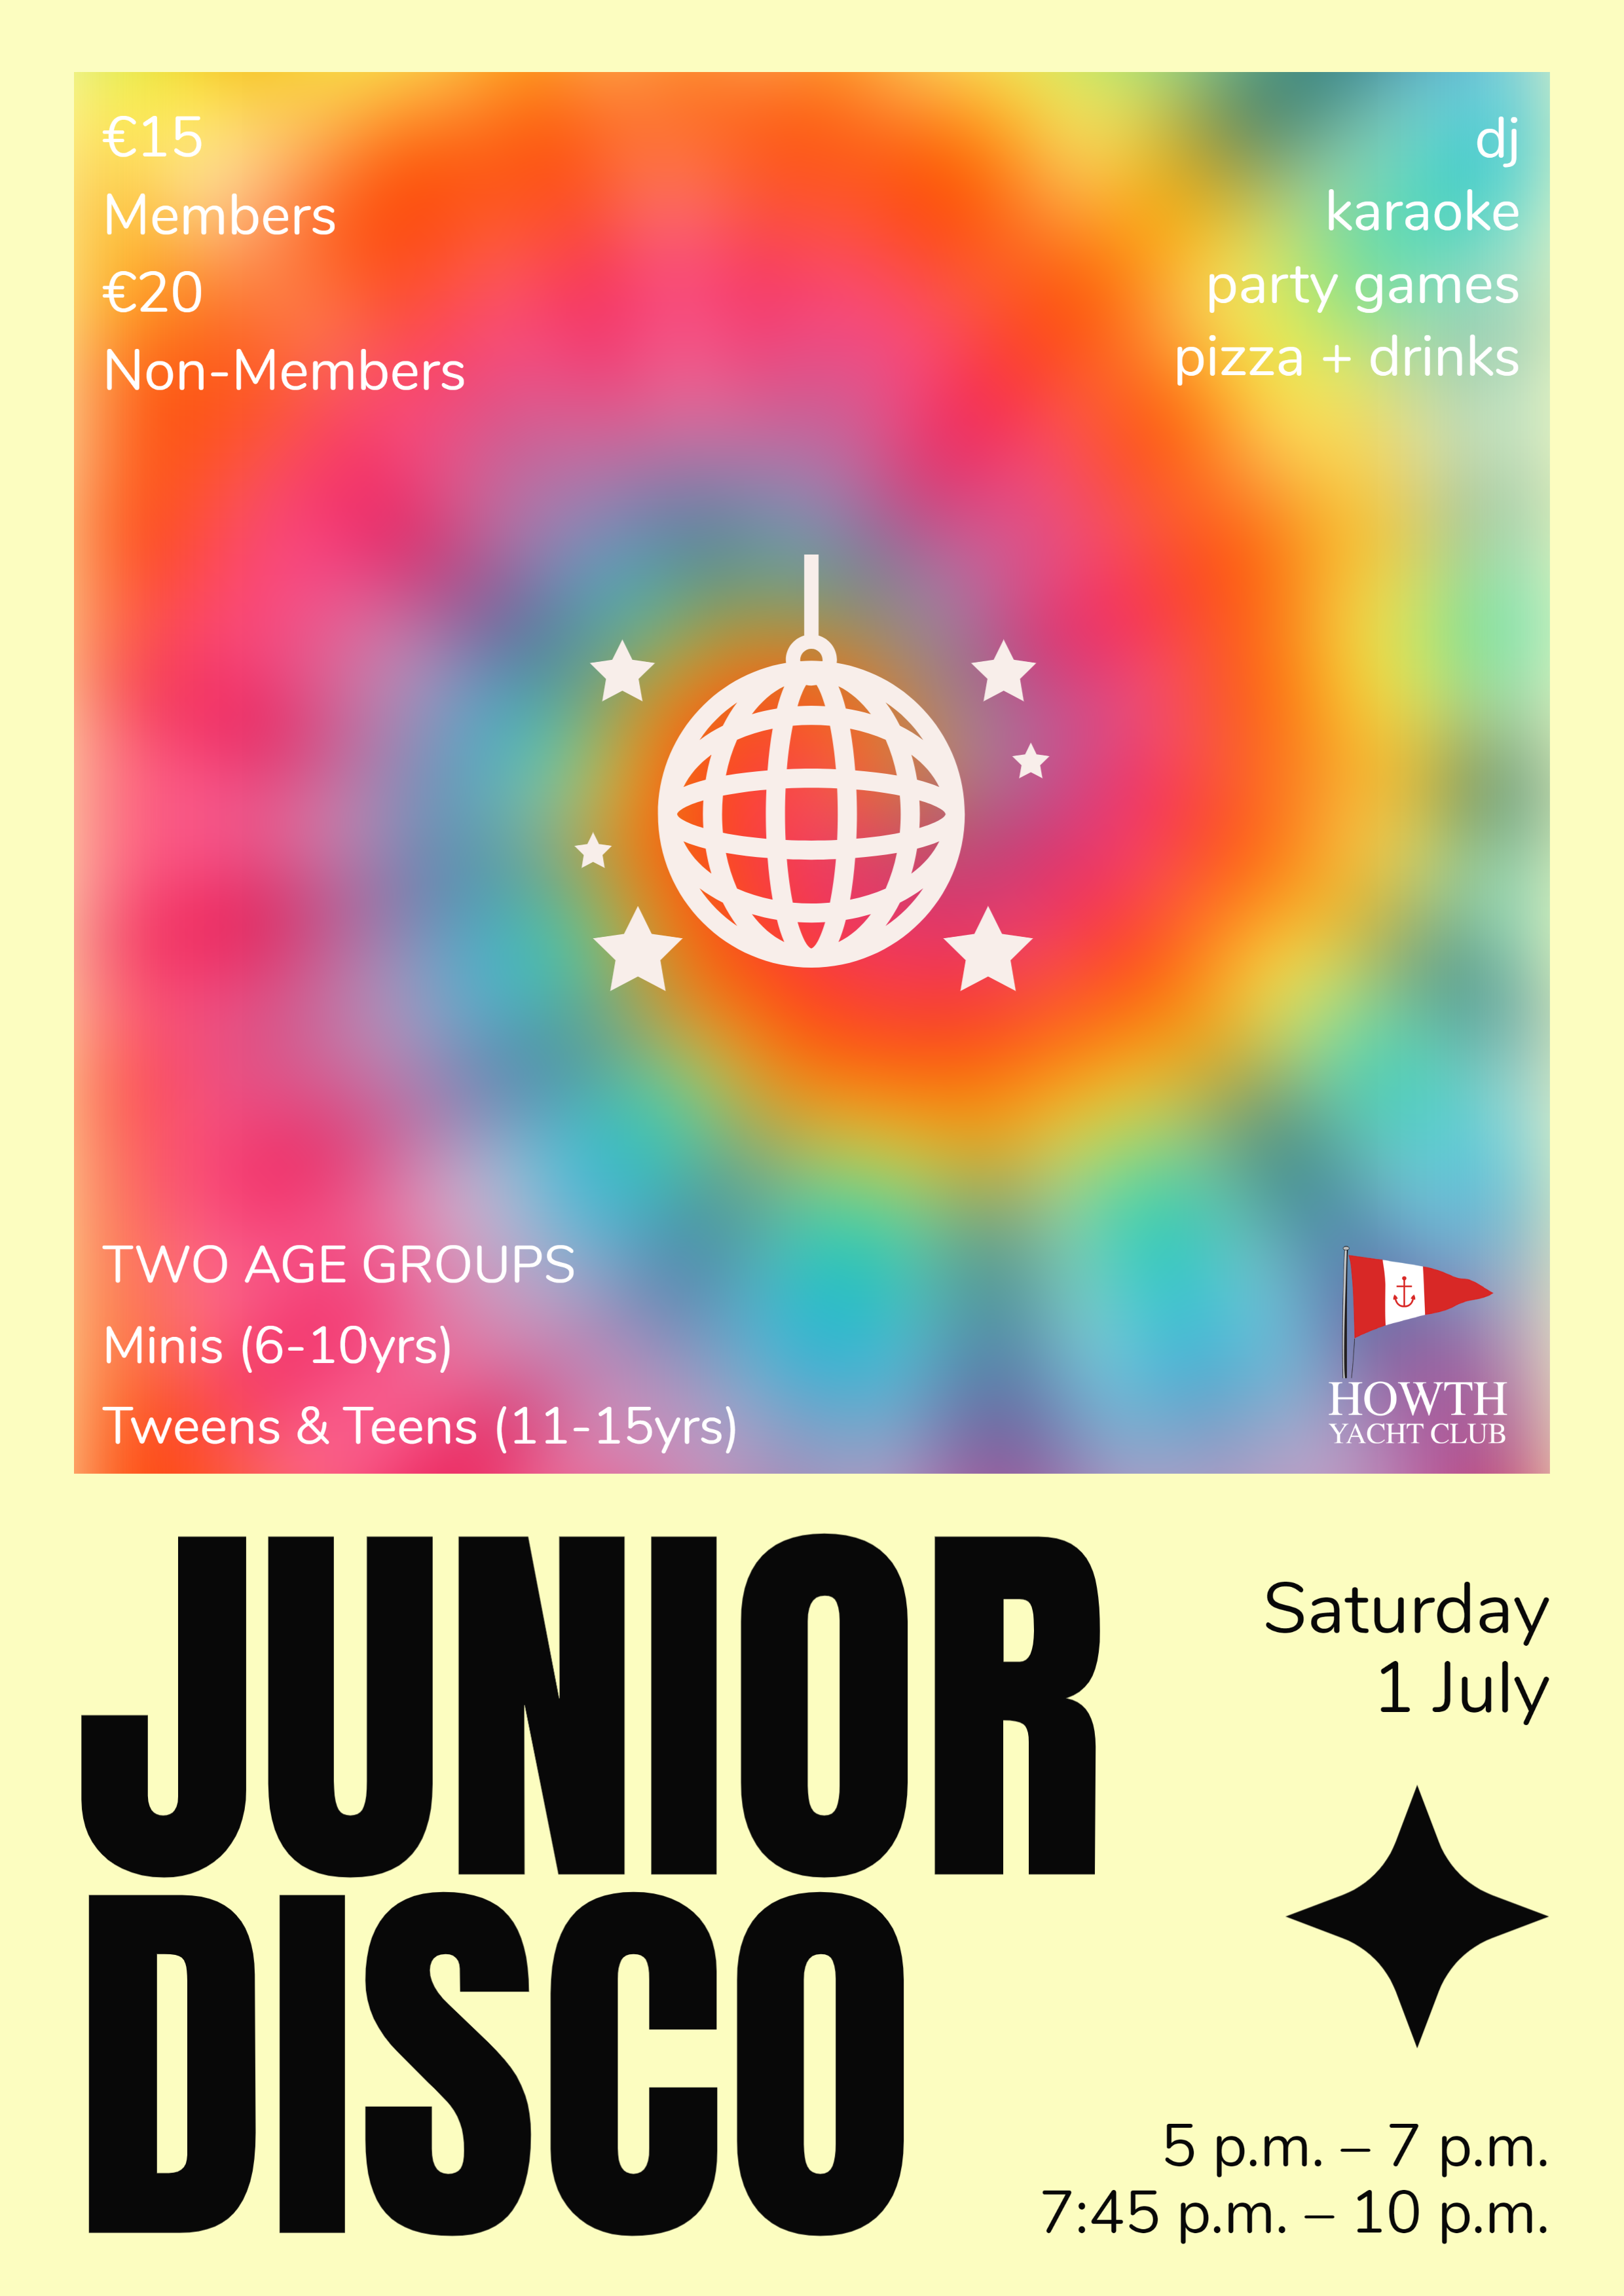 €15
Members
€20
Non-Members
dj
karaoke
party games
pizza + drinks
TWO AGE GROUPS
Minis (6-10yrs)
Tweens & Teens (11-15yrs)
HOWTH
YACHT CLUB
JUNIOR
DISCO
Saturday
1 July
5 p.m. – 7 p.m.
7:45 p.m. – 10 p.m.